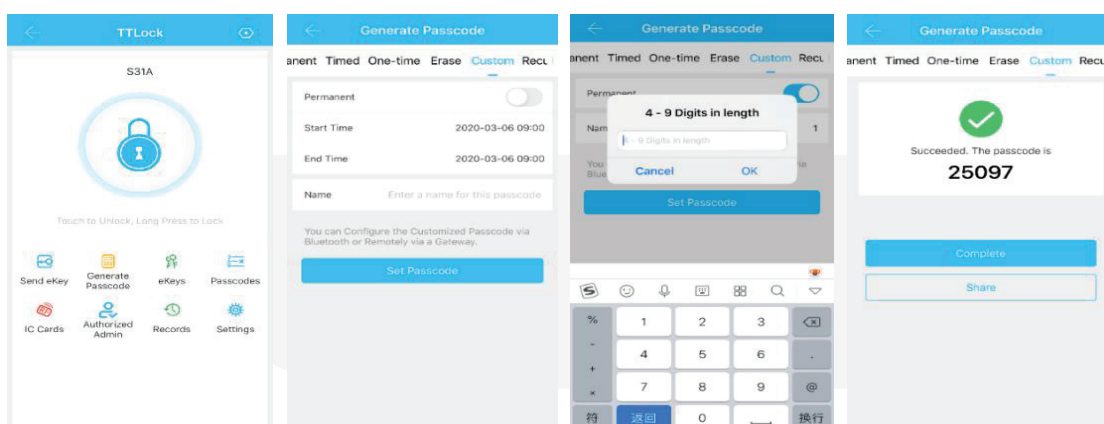 TTLock
S31A
Touch to Unlock, Long Press to Lock
Send eKey
Generate
Passcode
eKeys
Passcodes
IC Cards
Authorized
Admin
Records
Settings
Generate Passcode
anent Timed One-time Erase Custom Recu
Permanent
Start Time 2020-03-06 09:00
End Time 2020-03-06 09:00
Name Enter a name for this passcode
You can Configure the Customized Passcode via
Bluetooth or Remotely via a Gateway.
Set Passcode
Generate Passcode
anent Timed One-time Erase Custom Recu
Permanent
4 - 9 Digits in length
Nam 1
4 - 9 Digits in length
You via
Blue
Cancel OK
Set Passcode
% 1 2 3
- 4 5 6 .
+
× 7 8 9 @
符 返回 0 换行
Generate Passcode
anent Timed One-time Erase Custom Recu
Succeeded. The passcode is
25097
Complete
Share